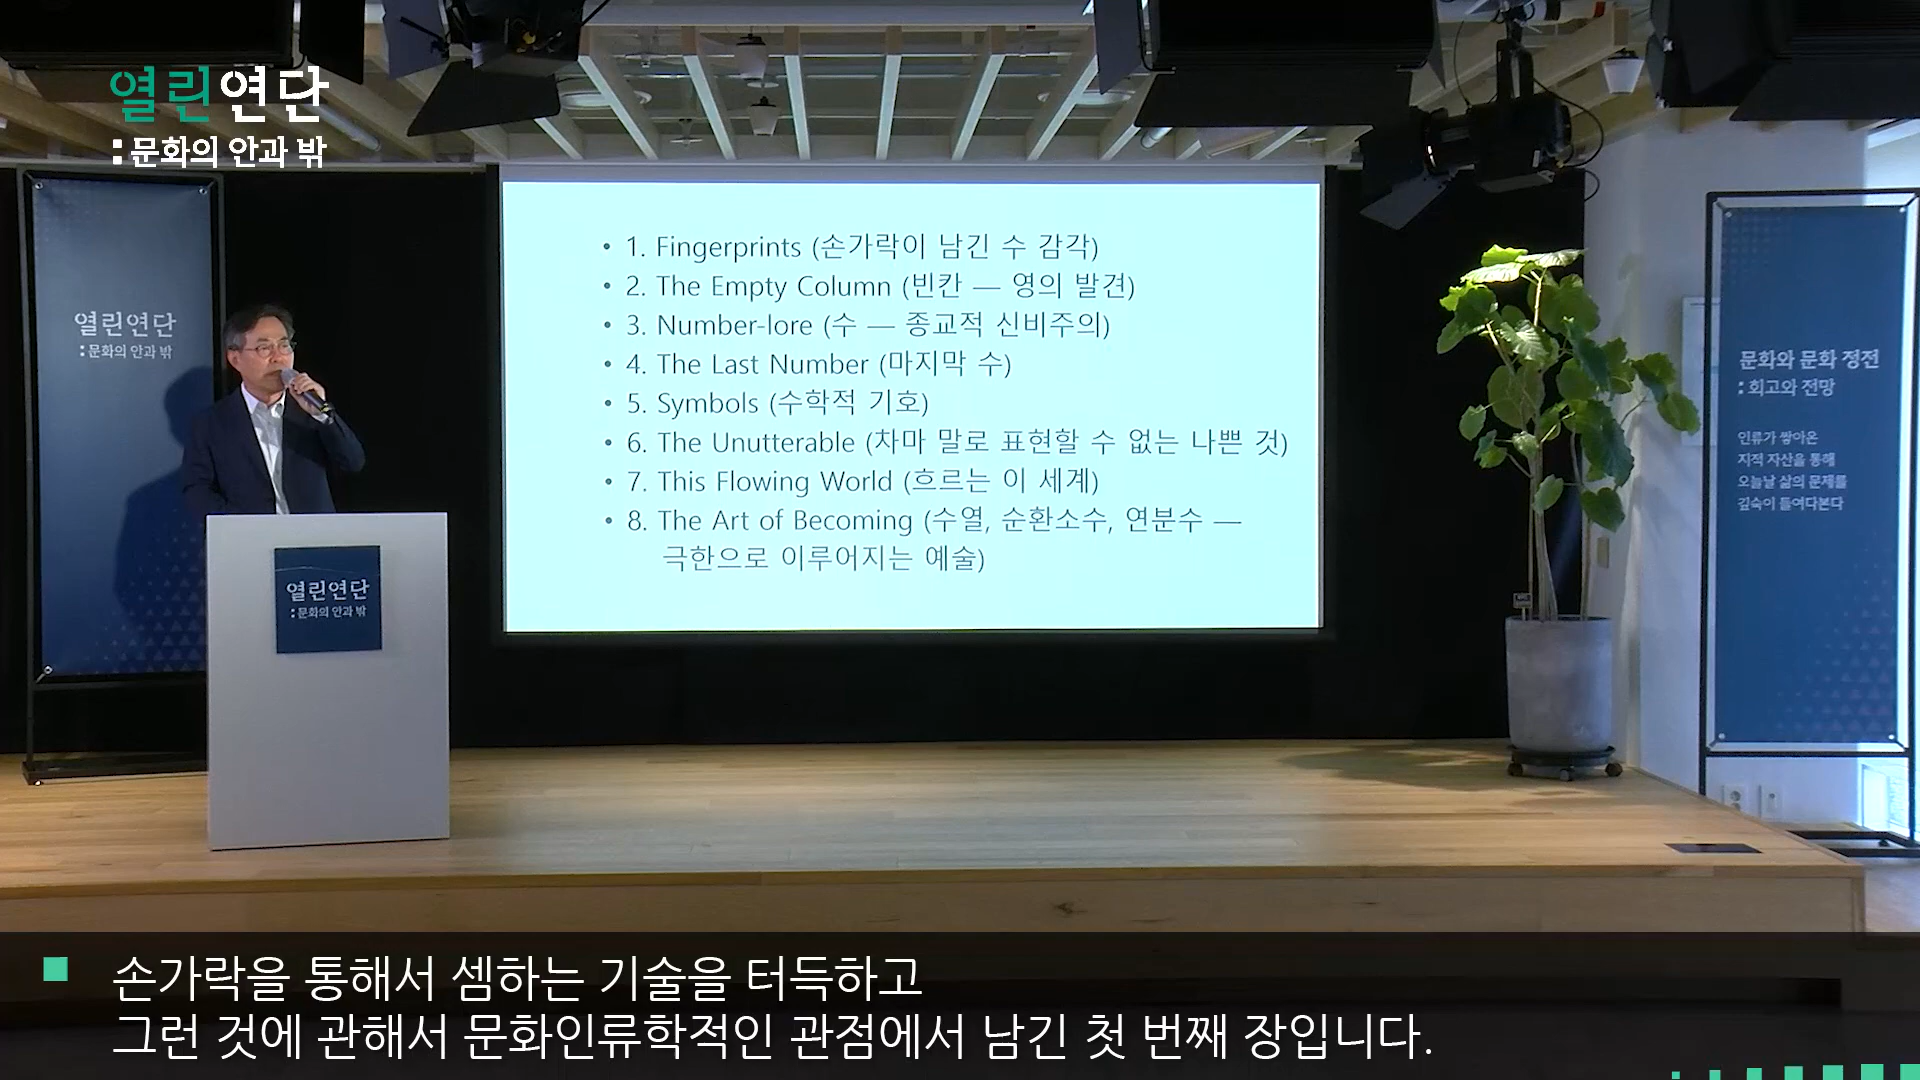 열린연단
:문화의 안과 밖
열린연단
:문화의 안과 밖
• 1. Fingerprints (손가락이 남긴 수 감각)
• 2. The Empty Column (빈칸 — 영의 발견)
• 3. Number-lore (수 — 종교적 신비주의)
• 4. The Last Number (마지막 수)
• 5. Symbols (수학적 기호)
• 6. The Unutterable (차마 말로 표현할 수 없는 나쁜 것)
• 7. This Flowing World (흐르는 이 세계)
• 8. The Art of Becoming (수열, 순환소수, 연분수 —
극한으로 이루어지는 예술)
문화와 문화 정전
:회고와 전망
인류가 쌓아온
지적 자산을 통해
오늘날 삶의 문제를
깊숙이 들여다본다
열린연단
:문화의 안과 밖
손가락을 통해서 셈하는 기술을 터득하고
그런 것에 관해서 문화인류학적인 관점에서 남긴 첫 번째 장입니다.